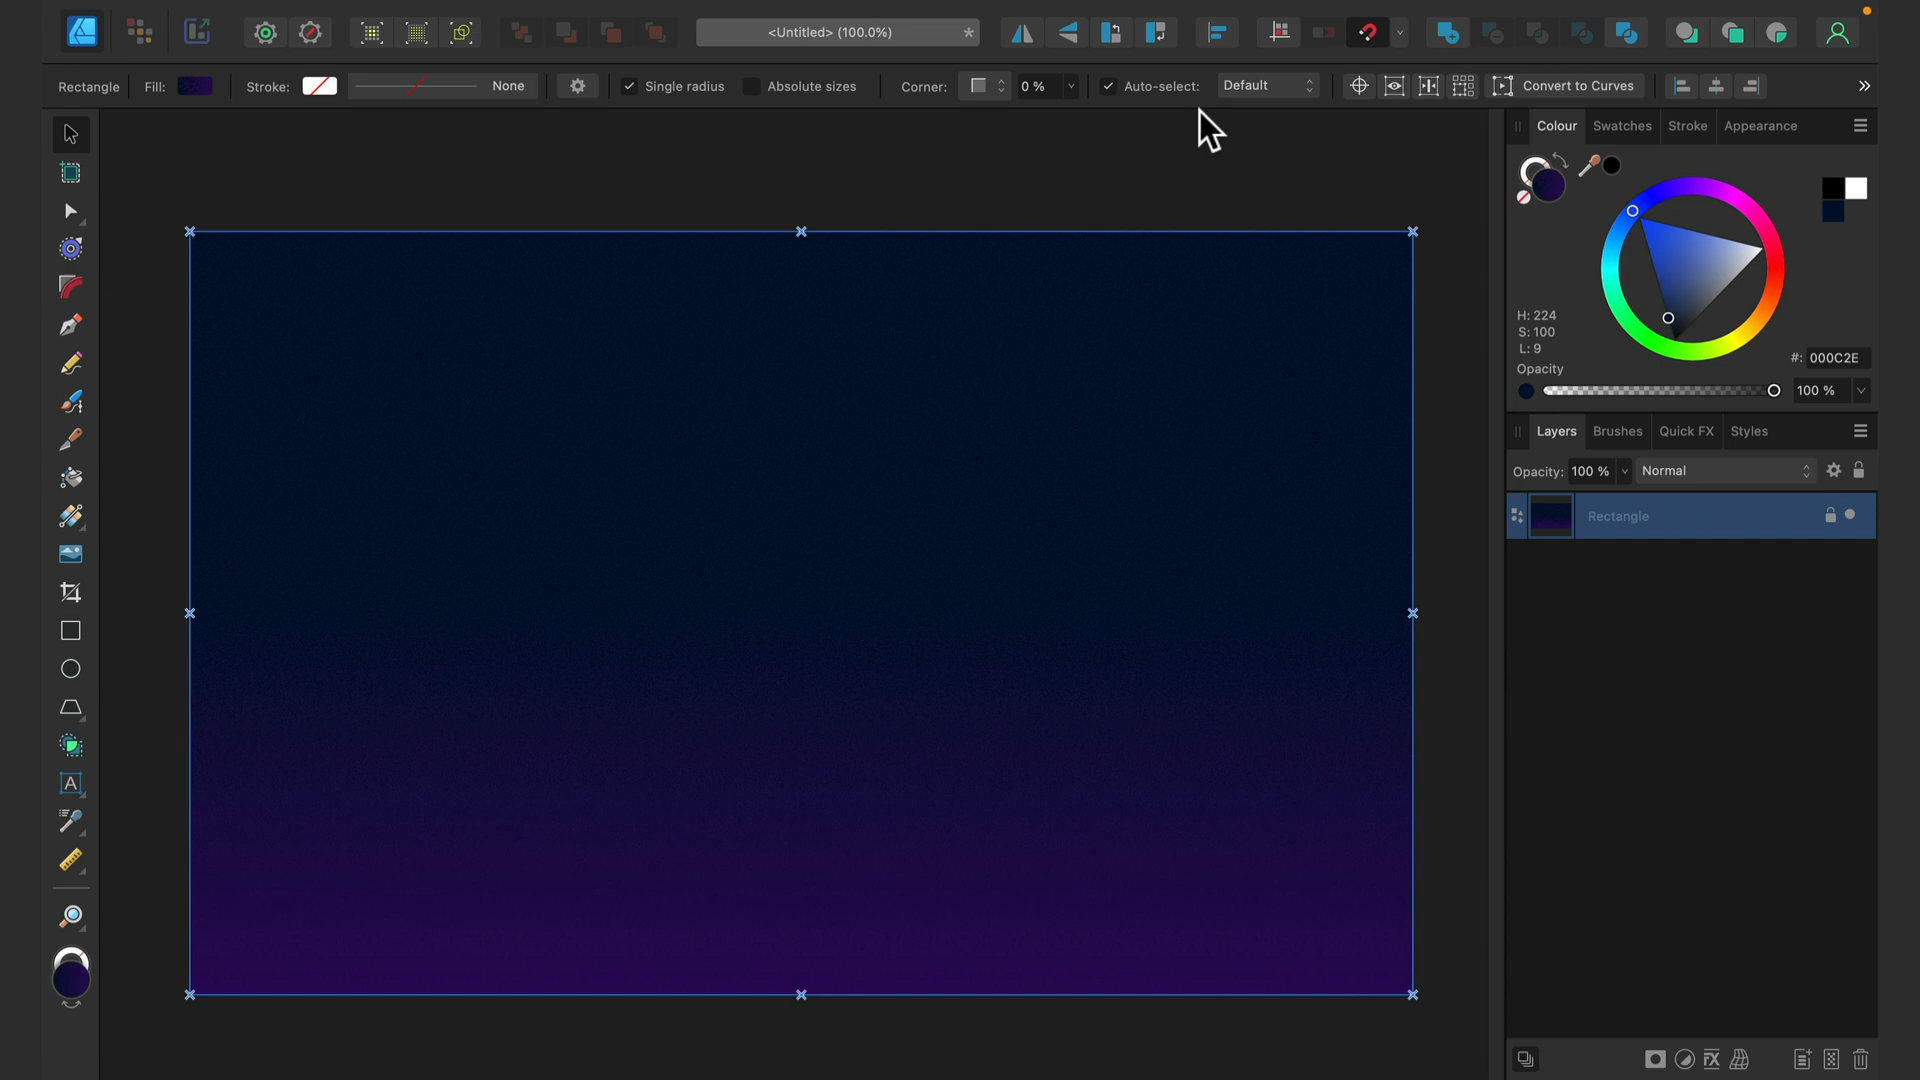 <Untitled> (100.0%) *
Rectangle Fill: Stroke: None Single radius Absolute sizes Corner: 0 % Auto-select: Default Convert to Curves
Colour Swatches Stroke Appearance
H: 224
S: 100
L: 9
#: 000C2E
Opacity
100 %
Layers Brushes Quick FX Styles
Opacity: 100 % Normal
Rectangle